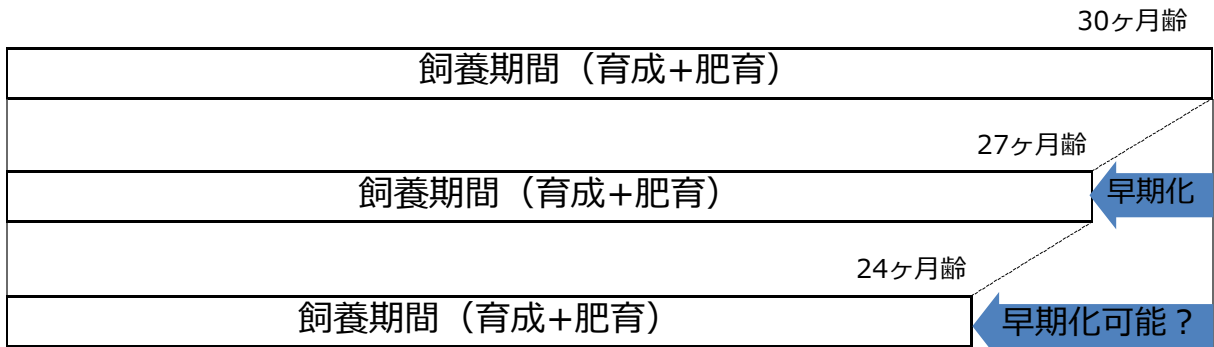 30ヶ月齢
飼養期間（育成+肥育）
27ヶ月齢
飼養期間（育成+肥育）
早期化
24ヶ月齢
飼養期間（育成+肥育）
早期化可能？